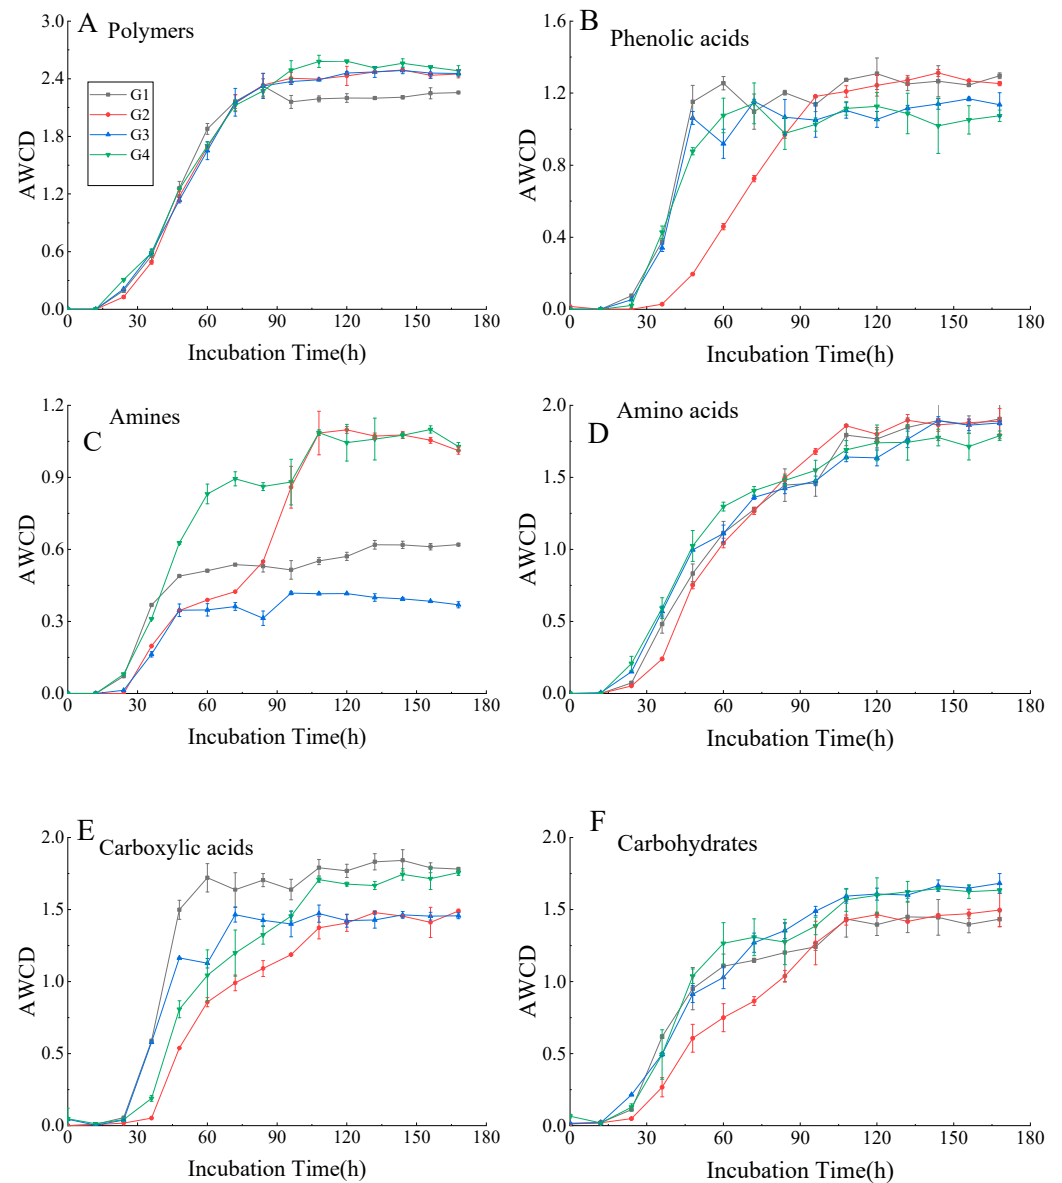 A Polymers
3.0
2.4
1.8
1.2
0.6
0.0
AWCD
G1
G2
G3
G4
0 30 60 90 120 150 180
Incubation Time(h)
B Phenolic acids
1.6
1.2
0.8
0.4
0.0
AWCD
0 30 60 90 120 150 180
Incubation Time(h)
C Amines
1.2
0.9
0.6
0.3
0.0
AWCD
0 30 60 90 120 150 180
Incubation Time(h)
D Amino acids
2.0
1.5
1.0
0.5
0.0
AWCD
0 30 60 90 120 150 180
Incubation Time(h)
E Carboxylic acids
2.0
1.5
1.0
0.5
0.0
AWCD
0 30 60 90 120 150 180
Incubation Time(h)
F Carbohydrates
2.0
1.5
1.0
0.5
0.0
AWCD
0 30 60 90 120 150 180
Incubation Time(h)